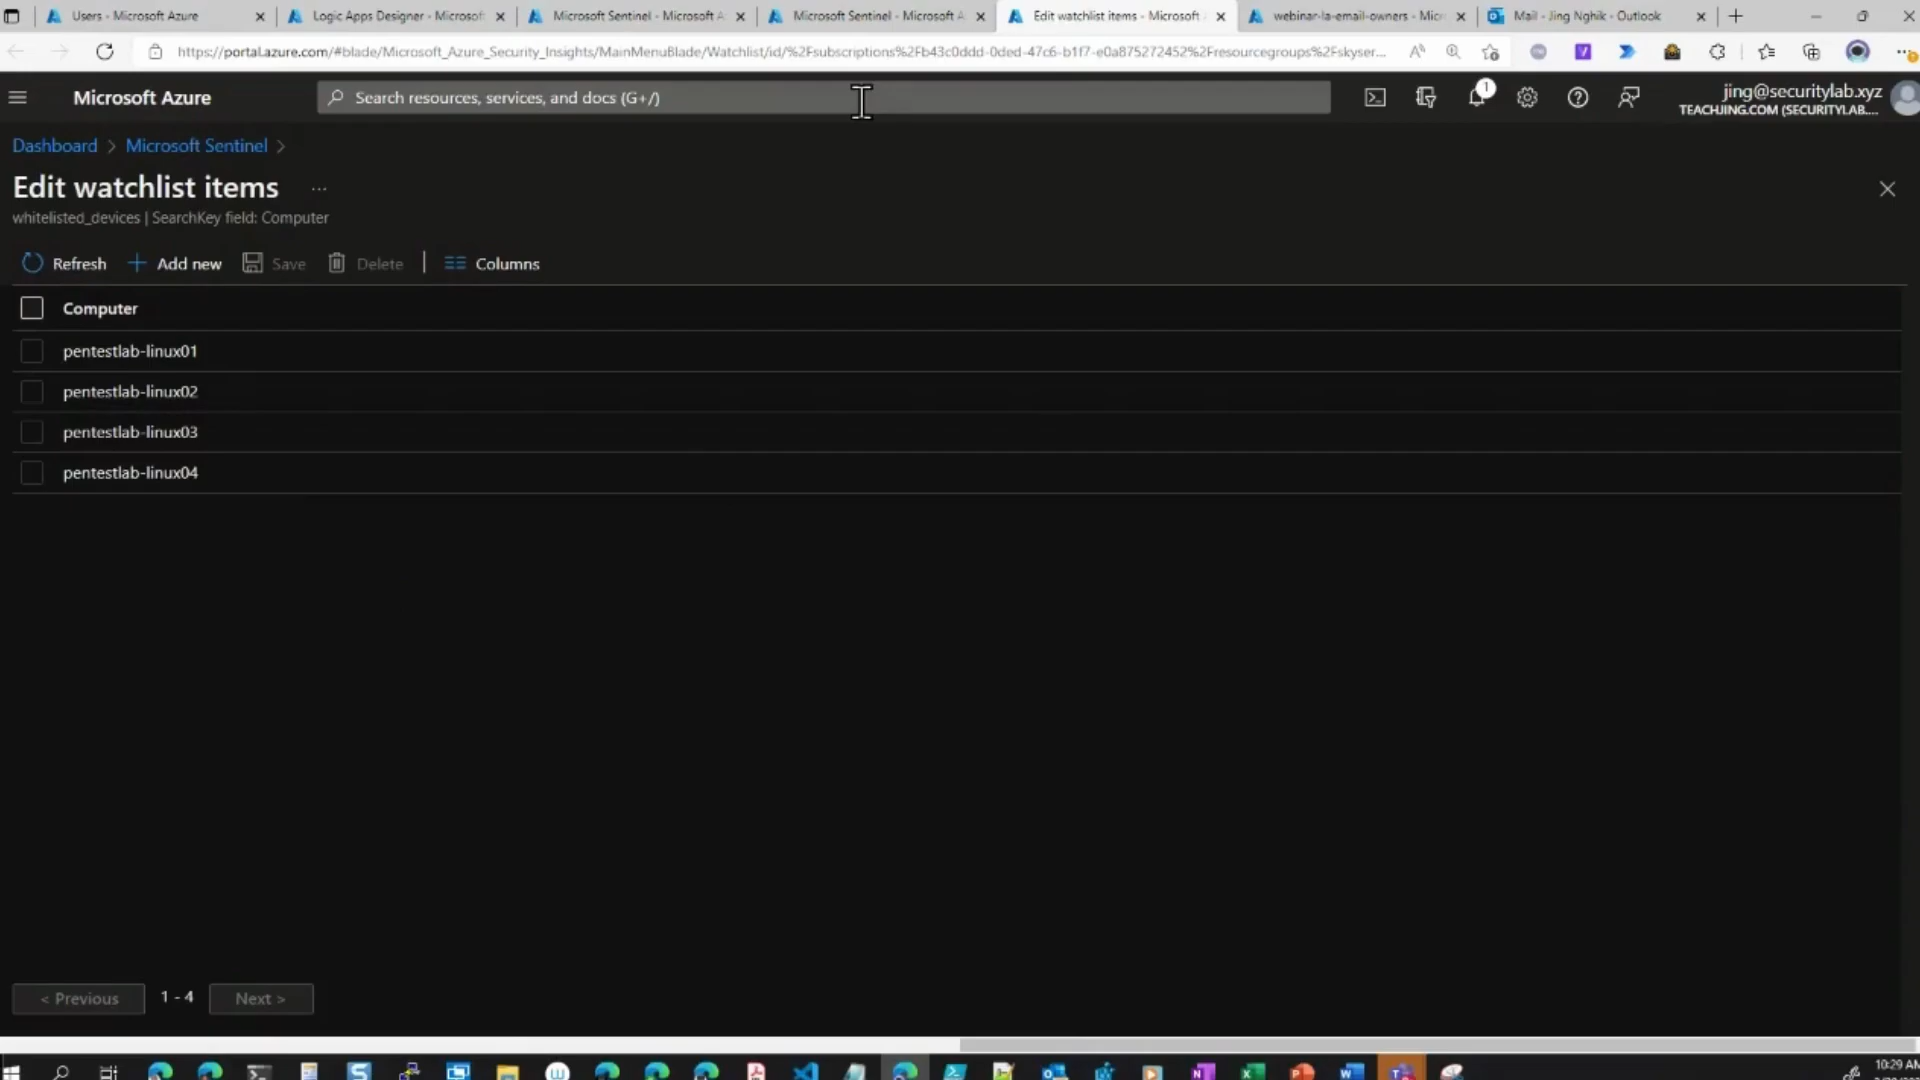 Users - Microsoft Azure
Logic Apps Designer - Microsoft
Microsoft Sentinel - Microsoft A
Microsoft Sentinel - Microsoft A
Edit watchlist items - Microsoft
webinar-la-email-owners - Micr
Mail - Jing Nghik - Outlook
https://portal.azure.com/#blade/Microsoft_Azure_Security_Insights/MainMenuBlade/Watchlist/id/%2Fsubscriptions%2Fb43c0ddd-0ded-47c6-b1f7-e0a875272452%2Fresourcegroups%2Fskyser...
Microsoft Azure
Search resources, services, and docs (G+/)
1
jing@securitylab.xyz
TEACHJING.COM (SECURITYLAB....
Dashboard > Microsoft Sentinel >
Edit watchlist items ...
whitelisted_devices | SearchKey field: Computer
Refresh
Add new
Save
Delete
Columns
Computer
pentestlab-linux01
pentestlab-linux02
pentestlab-linux03
pentestlab-linux04
< Previous
1 - 4
Next >
10:29 AM